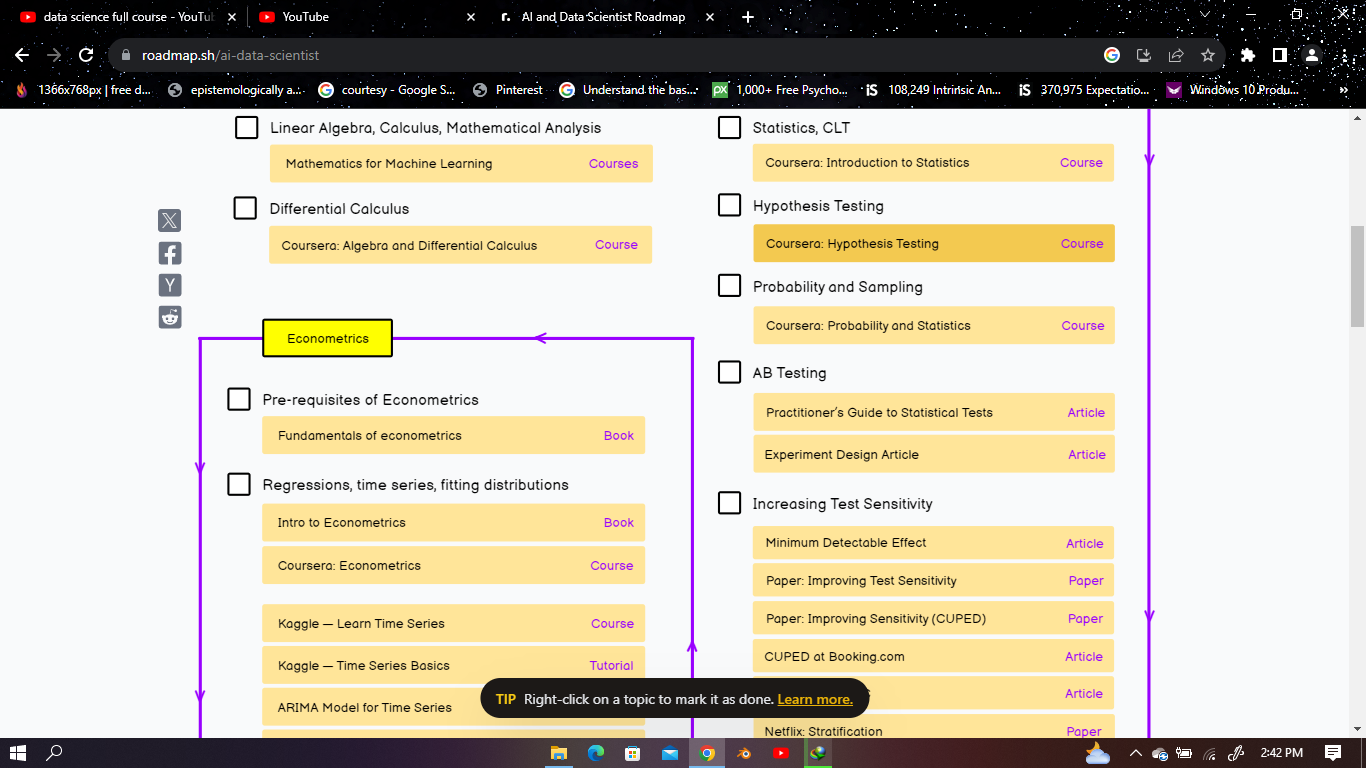 data science full course - YouTu
YouTube
AI and Data Scientist Roadmap
roadmap.sh/ai-data-scientist
1366x768px | free d...
epistemologically a...
courtesy - Google S...
Pinterest
Understand the bas...
1,000+ Free Psycho...
108,249 Intrinsic An...
370,975 Expectatio...
Windows 10 Produ...
Linear Algebra, Calculus, Mathematical Analysis
Mathematics for Machine Learning Courses
Differential Calculus
Coursera: Algebra and Differential Calculus Course
Econometrics
Pre-requisites of Econometrics
Fundamentals of econometrics Book
Regressions, time series, fitting distributions
Intro to Econometrics Book
Coursera: Econometrics Course
Kaggle — Learn Time Series Course
Kaggle — Time Series Basics Tutorial
ARIMA Model for Time Series
Statistics, CLT
Coursera: Introduction to Statistics Course
Hypothesis Testing
Coursera: Hypothesis Testing Course
Probability and Sampling
Coursera: Probability and Statistics Course
AB Testing
Practitioner's Guide to Statistical Tests Article
Experiment Design Article Article
Increasing Test Sensitivity
Minimum Detectable Effect Article
Paper: Improving Test Sensitivity Paper
Paper: Improving Sensitivity (CUPED) Paper
CUPED at Booking.com Article
Article
Netflix: Stratification Paper
TIP Right-click on a topic to mark it as done. Learn more.
2:42 PM